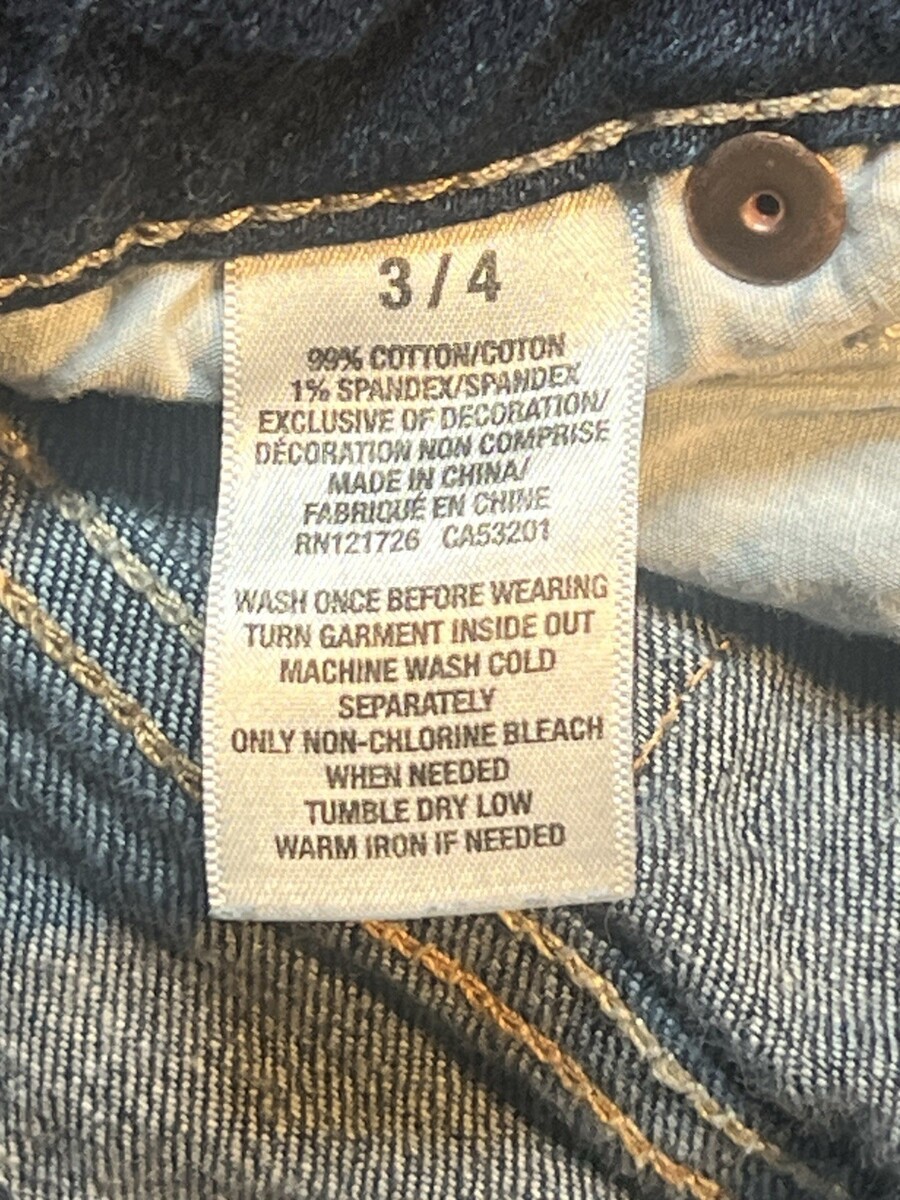 3 / 4
99% COTTON/COTON
1% SPANDEX/SPANDEX
EXCLUSIVE OF DECORATION/
DÉCORATION NON COMPRISE
MADE IN CHINA/
FABRIQUÉ EN CHINE
RN121726 CA53201
WASH ONCE BEFORE WEARING
TURN GARMENT INSIDE OUT
MACHINE WASH COLD
SEPARATELY
ONLY NON-CHLORINE BLEACH
WHEN NEEDED
TUMBLE DRY LOW
WARM IRON IF NEEDED